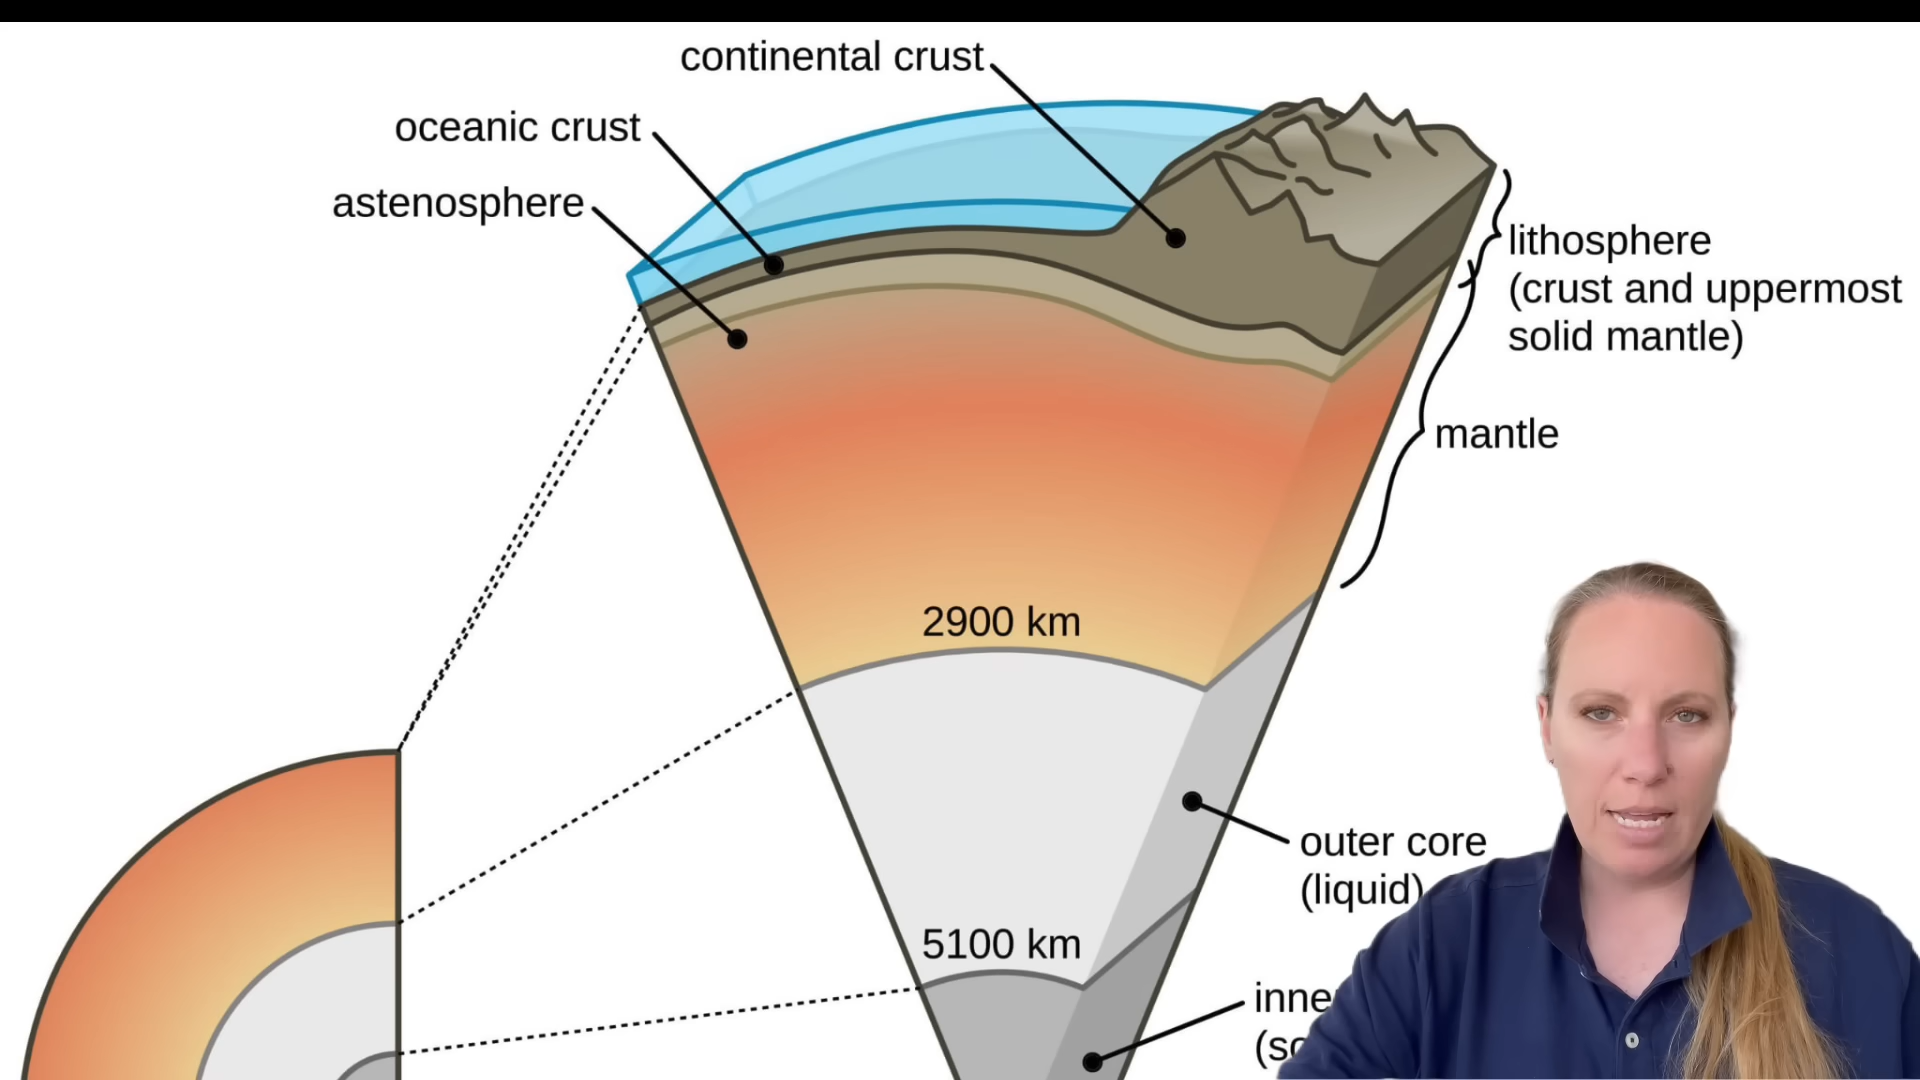 continental crust
oceanic crust
astenosphere
lithosphere
(crust and uppermost
solid mantle)
mantle
2900 km
outer core
(liquid)
5100 km